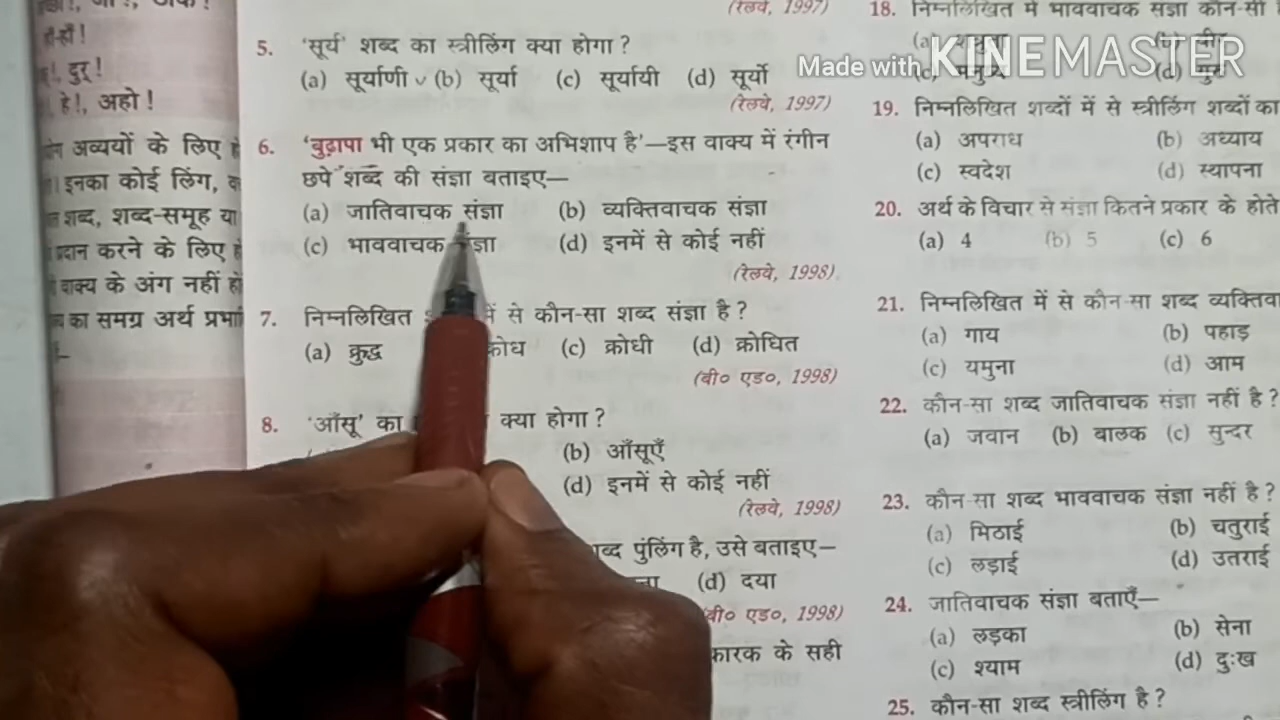 हाँ-हाँ!
दुर्!
हे!, अहो!
अव्ययों के लिए
इनका कोई लिंग,
शब्द, शब्द-समूह या
प्रदान करने के लिए
वाक्य के अंग नहीं
का समग्र अर्थ
(रेलवे, 1997)
5. 'सूर्य' शब्द का स्त्रीलिंग क्या होगा?
(a) सूर्याणी (b) सूर्या (c) सूर्यायी (d) सूर्यो
(रेलवे, 1997)
6. 'बुढ़ापा भी एक प्रकार का अभिशाप है'—इस वाक्य में रंगीन
छपे शब्द की संज्ञा बताइए—
(a) जातिवाचक संज्ञा (b) व्यक्तिवाचक संज्ञा
(c) भाववाचक (d) इनमें से कोई नहीं
(रेलवे, 1998)
7. निम्नलिखित में से कौन-सा शब्द संज्ञा है?
(a) क्रुद्ध (c) क्रोधी (d) क्रोधित
(बी० एड०, 1998)
8. 'आँसू' का क्या होगा?
(b) आँसूएँ
(d) इनमें से कोई नहीं
(रेलवे, 1998)
पुंलिंग है, उसे बताइए—
(d) दया
एड०, 1998)
कारक के सही
18. निम्नलिखित में भाववाचक संज्ञा कौन-सी
(a)
(b)
(c)
(d)
Made with KINEMASTER
19. निम्नलिखित शब्दों में से स्त्रीलिंग शब्दों का
(a) अपराध (b) अध्याय
(c) स्वदेश (d) स्थापना
20. अर्थ के विचार से संज्ञा कितने प्रकार के होते
(a) 4 (b) 5 (c) 6
21. निम्नलिखित में से कौन-सा शब्द
(a) गाय (b) पहाड़
(c) यमुना (d) आम
22. कौन-सा शब्द जातिवाचक संज्ञा नहीं है?
(a) जवान (b) बालक (c) सुन्दर
23. कौन-सा शब्द भाववाचक संज्ञा नहीं है?
(a) मिठाई (b) चतुराई
(c) लड़ाई (d) उतराई
24. जातिवाचक संज्ञा बताएँ—
(a) लड़का (b) सेना
(c) श्याम (d) दुःख
25. कौन-सा शब्द स्त्रीलिंग है?